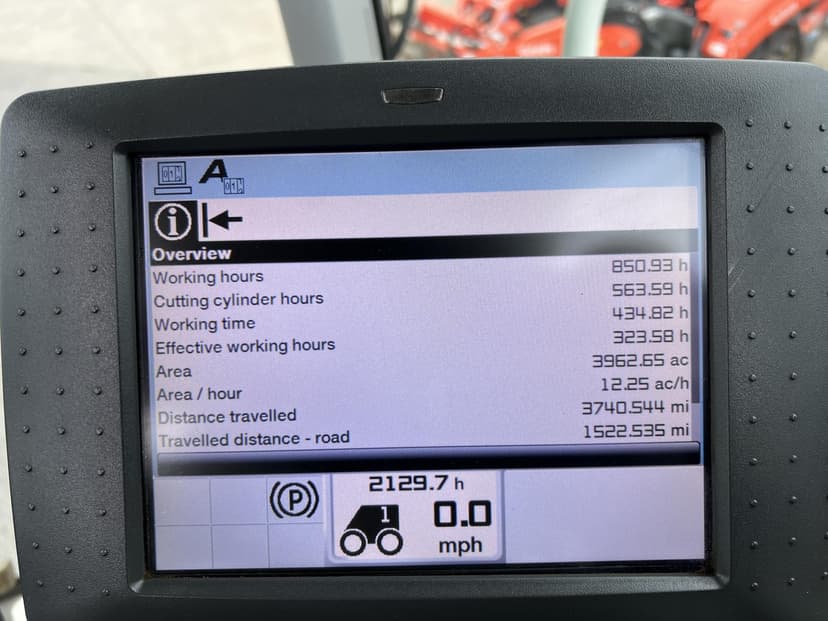 A
i
Overview
Working hours 850.93 h
Cutting cylinder hours 563.59 h
Working time 434.82 h
Effective working hours 323.58 h
Area 3962.65 ac
Area / hour 12.25 ac/h
Distance travelled 3740.544 mi
Travelled distance - road 1522.535 mi
2129.7 h
P
1
0.0
mph